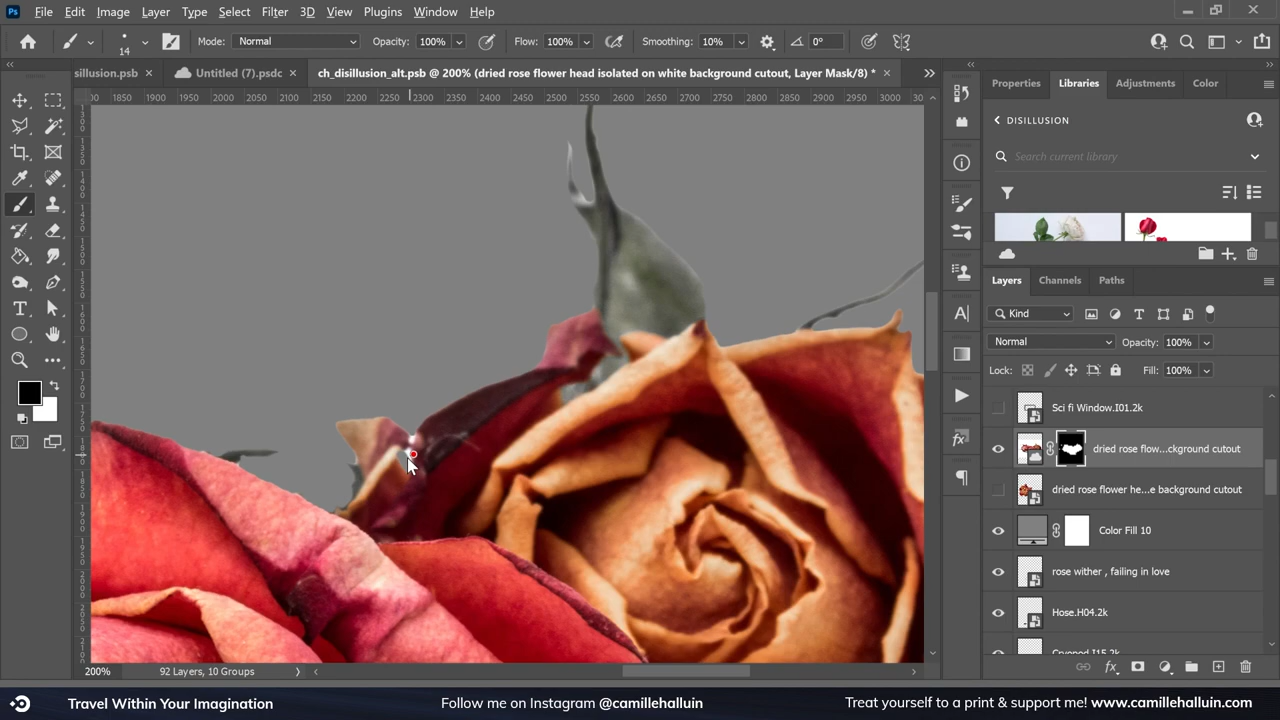 Ps File Edit Image Layer Type Select Filter 3D View Plugins Window Help
14 Mode: Normal Opacity: 100% Flow: 100% Smoothing: 10% 0°
sillusion.psb × Untitled (7).psdc × ch_disillusion_alt.psb @ 200% (dried rose flower head isolated on white background cutout, Layer Mask/8) * ×
1850 1900 1950 2000 2050 2100 2150 2200 2250 2300 2350 2400 2450 2500 2550 2600 2650 2700 2750 2800 2850 2900 2950 3000
Properties Libraries Adjustments Color
DISILLUSION
Search current library
Layers Channels Paths
Kind
Normal Opacity: 100%
Lock: Fill: 100%
Sci fi Window.I01.2k
dried rose flow...ckground cutout
dried rose flower he...e background cutout
Color Fill 10
rose wither , failing in love
Hose.H04.2k
Cryopod.I15.2k
200% 92 Layers, 10 Groups
Travel Within Your Imagination Follow me on Instagram @camillehalluin Treat yourself to a print & support me! www.camillehalluin.com